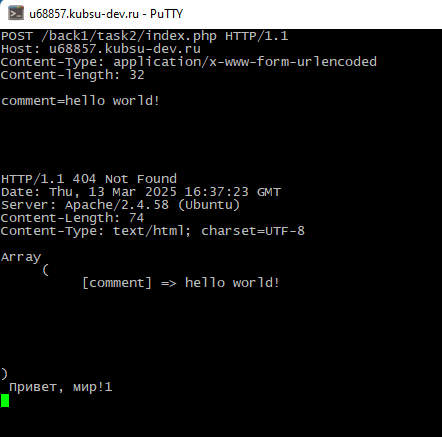 u68857.kubsu-dev.ru - PuTTY
POST /back1/task2/index.php HTTP/1.1
Host: u68857.kubsu-dev.ru
Content-Type: application/x-www-form-urlencoded
Content-length: 32
comment=hello world!
HTTP/1.1 404 Not Found
Date: Thu, 13 Mar 2025 16:37:23 GMT
Server: Apache/2.4.58 (Ubuntu)
Content-Length: 74
Content-Type: text/html; charset=UTF-8
Array
(
[comment] => hello world!
)
Привет, мир!1